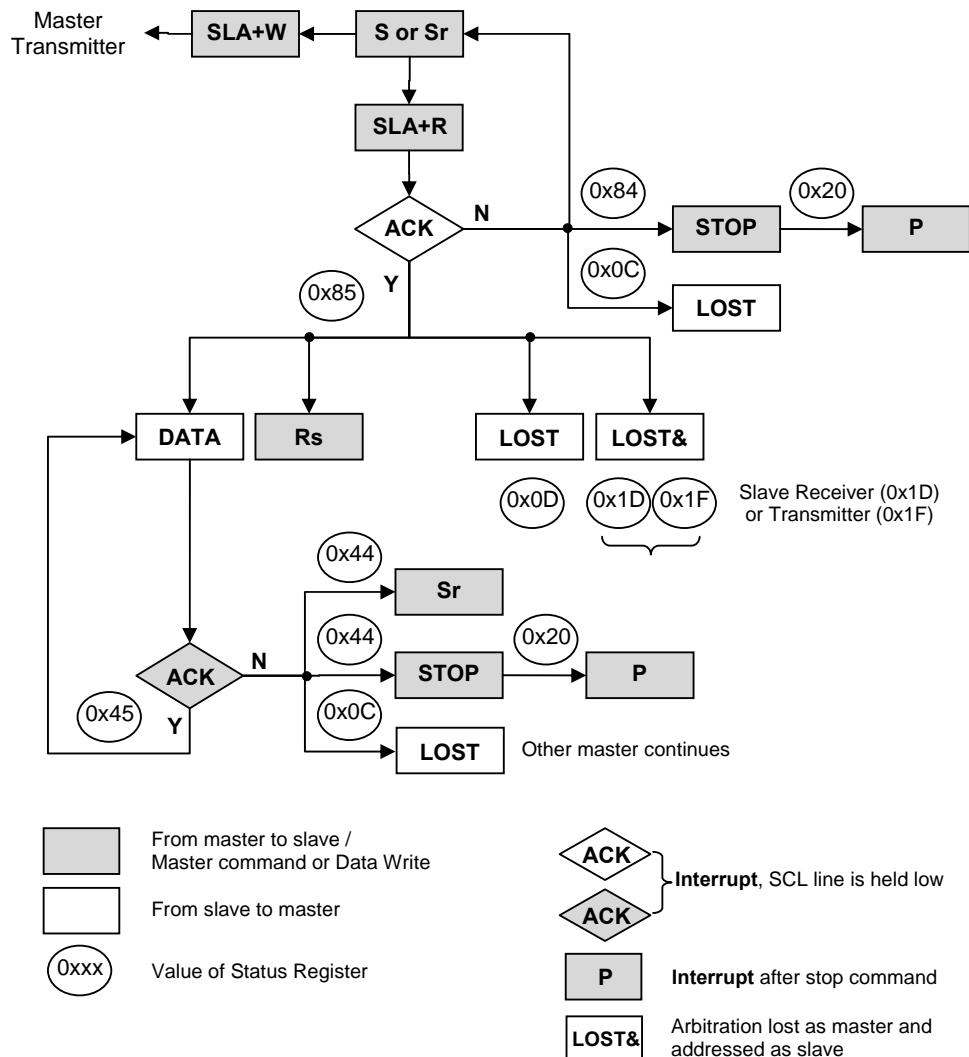 Master
Transmitter
SLA+W
S or Sr
SLA+R
0x84
0x20
ACK
N
STOP
P
Y
0x0C
0x85
LOST
DATA
Rs
LOST
LOST&
0x0D
0x1D
0x1F
Slave Receiver (0x1D)
or Transmitter (0x1F)
0x44
Sr
0x44
0x20
ACK
N
STOP
P
0x45
Y
0x0C
LOST
Other master continues
From master to slave /
Master command or Data Write
From slave to master
0xxx
Value of Status Register
ACK
Interrupt, SCL line is held low
ACK
P
Interrupt after stop command
LOST&
Arbitration lost as master and
addressed as slave